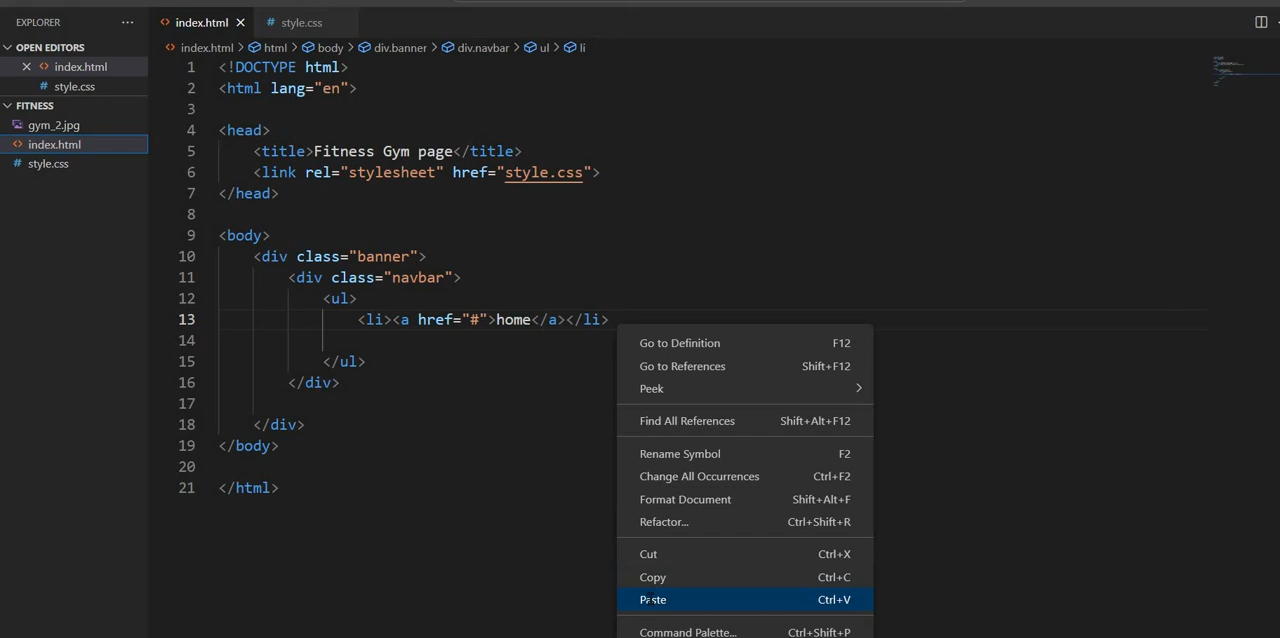 EXPLORER ...
OPEN EDITORS
index.html
# style.css
FITNESS
gym_2.jpg
<> index.html
# style.css
<> index.html × # style.css
<> index.html > html > body > div.banner > div.navbar > ul > li
1 <!DOCTYPE html>
2 <html lang="en">
3
4 <head>
5 <title>Fitness Gym page</title>
6 <link rel="stylesheet" href="style.css">
7 </head>
8
9 <body>
10 <div class="banner">
11 <div class="navbar">
12 <ul>
13 <li><a href="#">home</a></li>
14
15 </ul>
16 </div>
17
18 </div>
19 </body>
20
21 </html>
Go to Definition F12
Go to References Shift+F12
Peek >
Find All References Shift+Alt+F12
Rename Symbol F2
Change All Occurrences Ctrl+F2
Format Document Shift+Alt+F
Refactor... Ctrl+Shift+R
Cut Ctrl+X
Copy Ctrl+C
Paste Ctrl+V
Command Palette... Ctrl+Shift+P